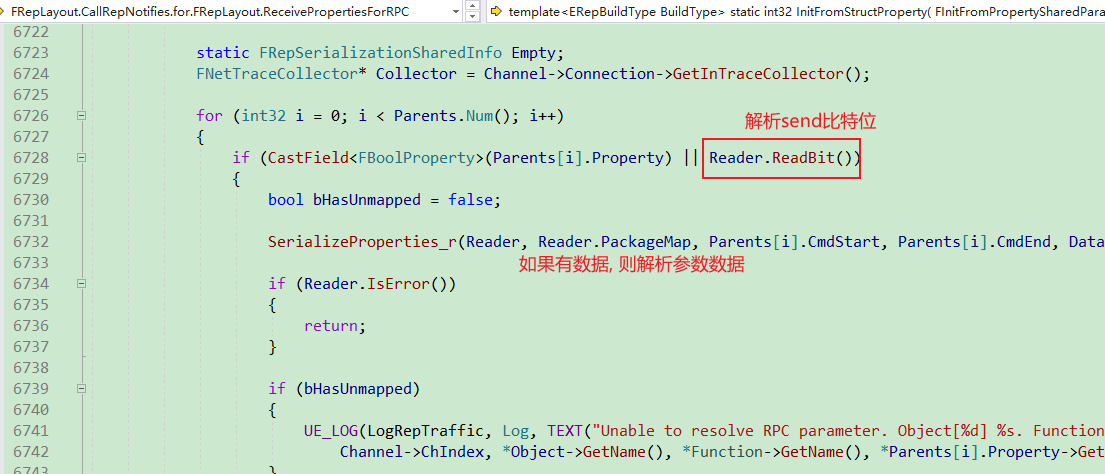 FRepLayout.CallRepNotifies.for.FRepLayout.ReceivePropertiesForRPC
template<ERepBuildType BuildType> static int32 InitFromStructProperty( FInitFromPropertySharedPara
6722
6723 static FRepSerializationSharedInfo Empty;
6724 FNetTraceCollector* Collector = Channel->Connection->GetInTraceCollector();
6725
6726 for (int32 i = 0; i < Parents.Num(); i++)
解析send比特位
6727 {
6728 if (CastField<FBoolProperty>(Parents[i].Property) || Reader.ReadBit())
6729 {
6730 bool bHasUnmapped = false;
6731
6732 SerializeProperties_r(Reader, Reader.PackageMap, Parents[i].CmdStart, Parents[i].CmdEnd, Data
6733 如果有数据, 则解析参数数据
6734 if (Reader.IsError())
6735 {
6736 return;
6737 }
6738
6739 if (bHasUnmapped)
6740 {
6741 UE_LOG(LogRepTraffic, Log, TEXT("Unable to resolve RPC parameter. Object[%d] %s. Function
6742 Channel->ChIndex, *Object->GetName(), *Function->GetName(), *Parents[i].Property->Get
6743 }